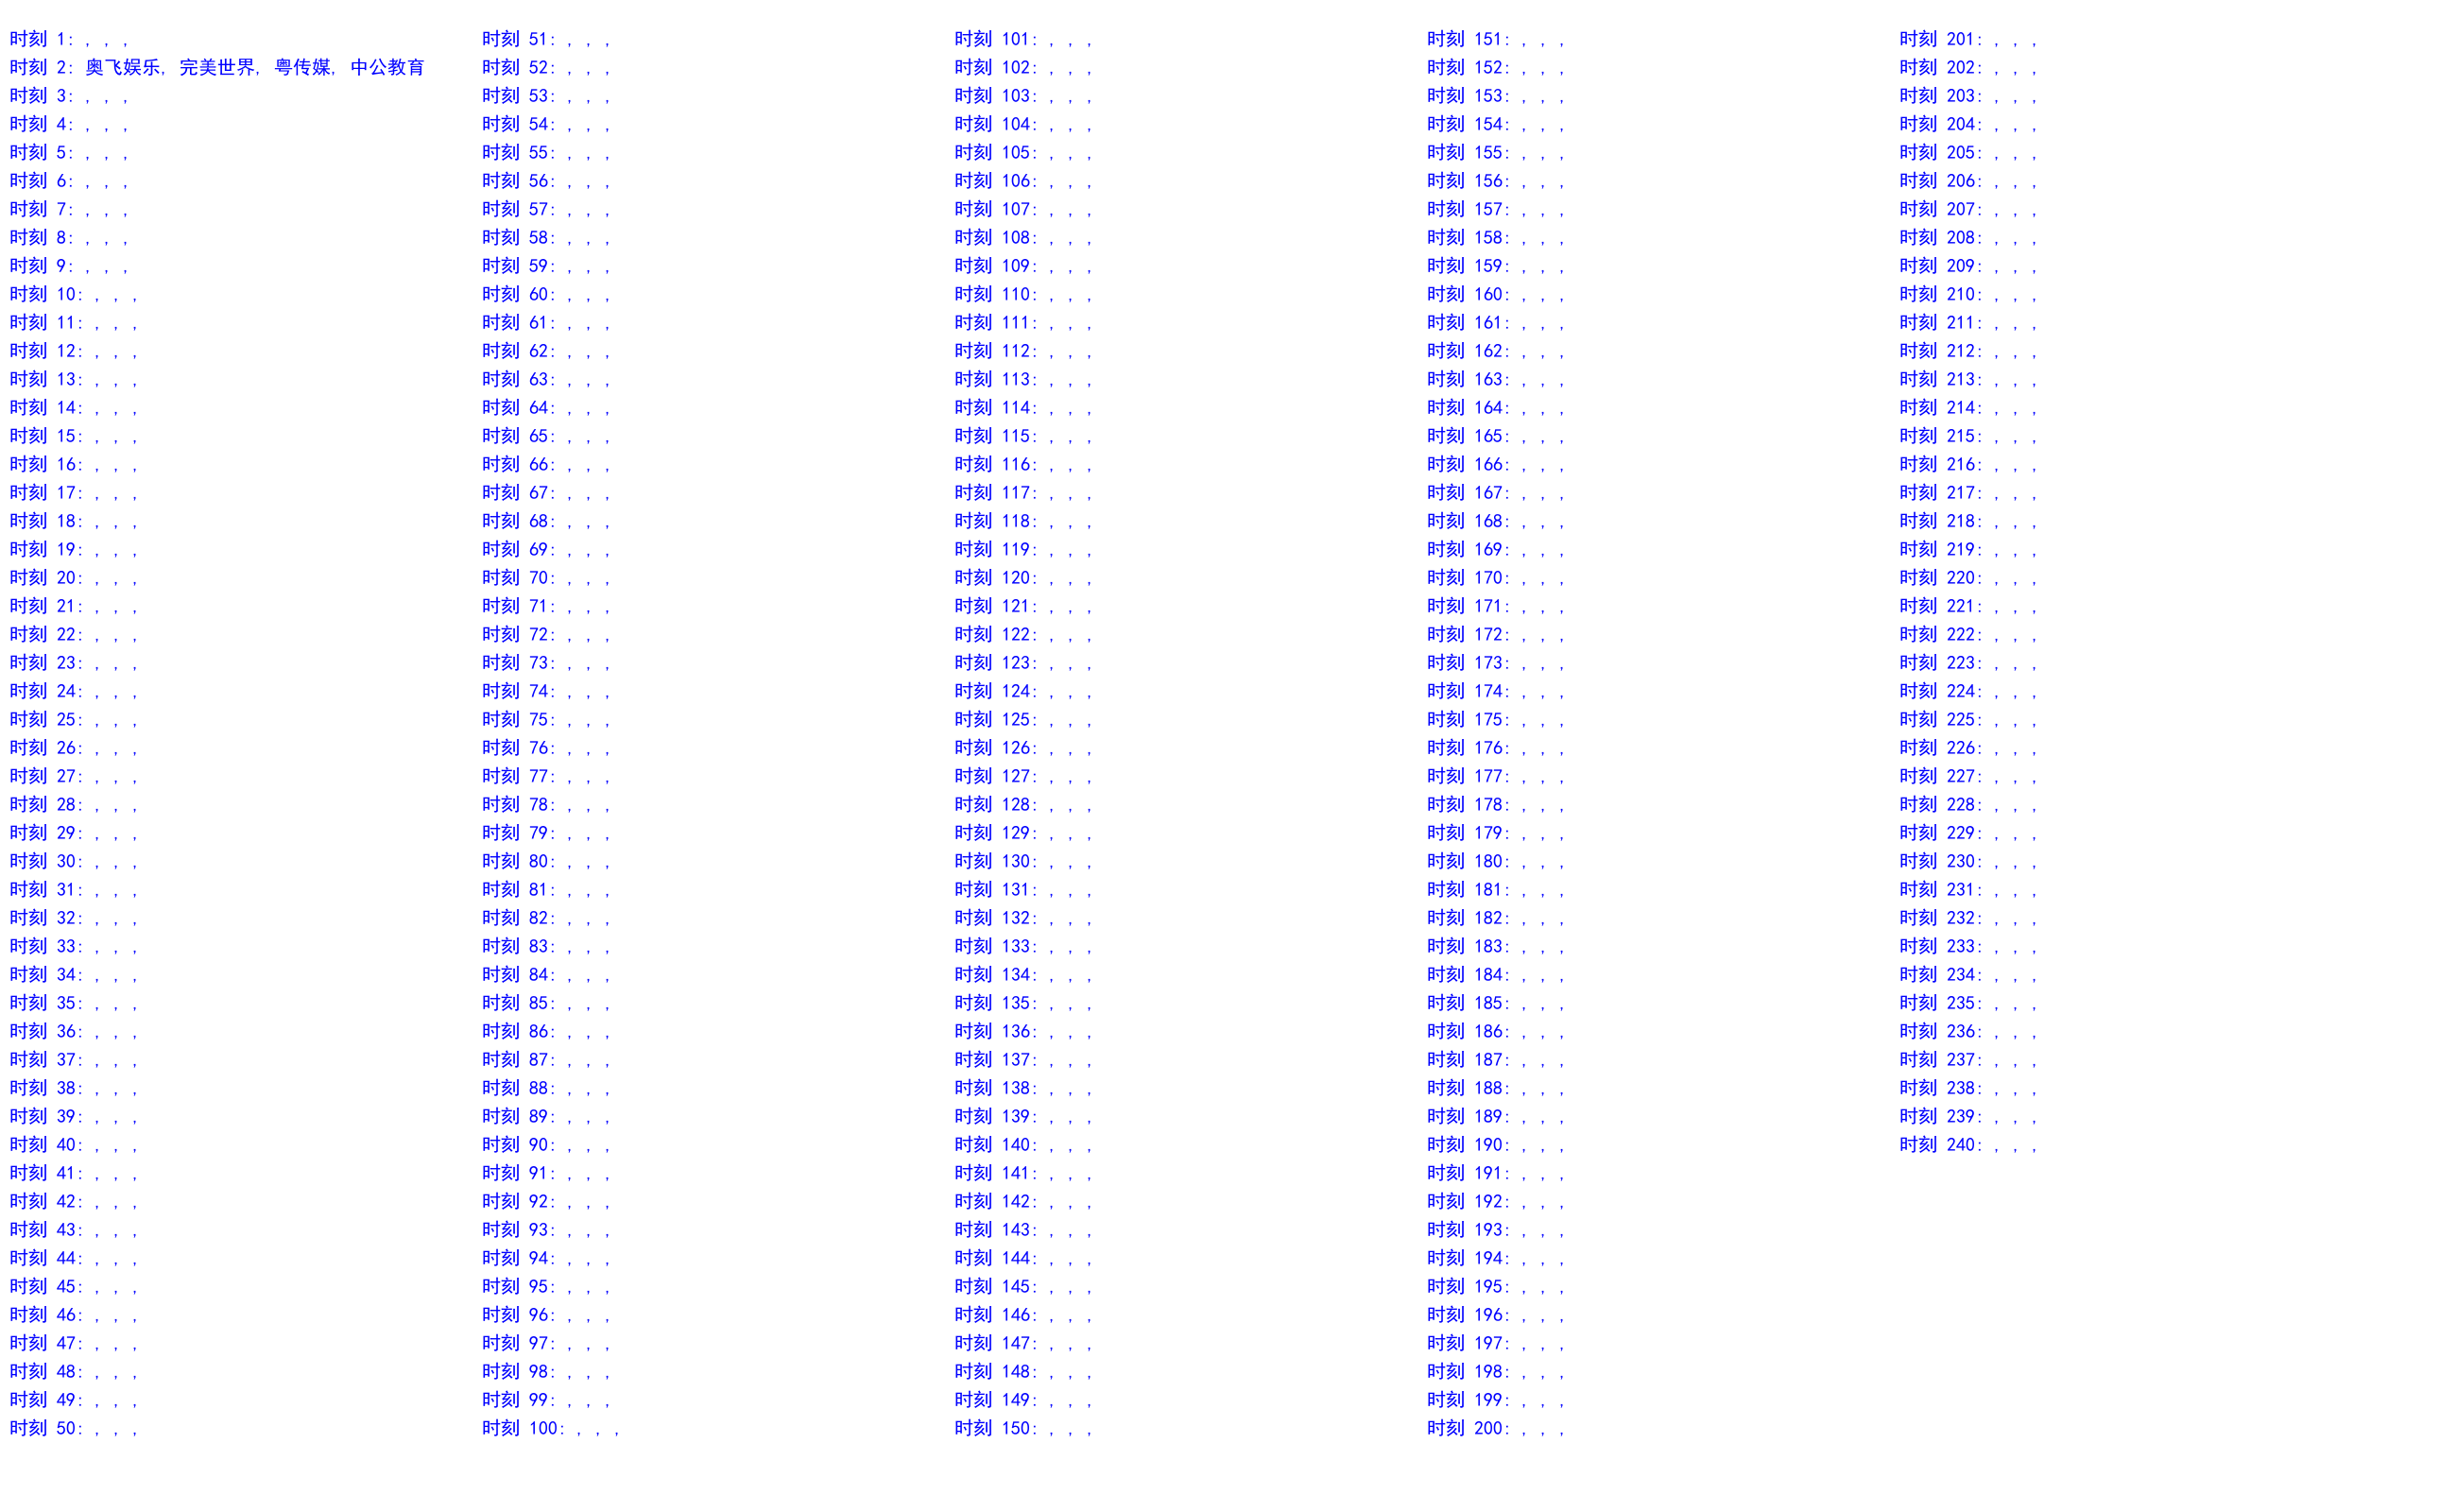 时刻 1: , , ,
时刻 2: 奥飞娱乐, 完美世界, 粤传媒, 中公教育
时刻 3: , , ,
时刻 4: , , ,
时刻 5: , , ,
时刻 6: , , ,
时刻 7: , , ,
时刻 8: , , ,
时刻 9: , , ,
时刻 10: , , ,
时刻 11: , , ,
时刻 12: , , ,
时刻 13: , , ,
时刻 14: , , ,
时刻 15: , , ,
时刻 16: , , ,
时刻 17: , , ,
时刻 18: , , ,
时刻 19: , , ,
时刻 20: , , ,
时刻 21: , , ,
时刻 22: , , ,
时刻 23: , , ,
时刻 24: , , ,
时刻 25: , , ,
时刻 26: , , ,
时刻 27: , , ,
时刻 28: , , ,
时刻 29: , , ,
时刻 30: , , ,
时刻 31: , , ,
时刻 32: , , ,
时刻 33: , , ,
时刻 34: , , ,
时刻 35: , , ,
时刻 36: , , ,
时刻 37: , , ,
时刻 38: , , ,
时刻 39: , , ,
时刻 40: , , ,
时刻 41: , , ,
时刻 42: , , ,
时刻 43: , , ,
时刻 44: , , ,
时刻 45: , , ,
时刻 46: , , ,
时刻 47: , , ,
时刻 48: , , ,
时刻 49: , , ,
时刻 50: , , ,
时刻 51: , , ,
时刻 52: , , ,
时刻 53: , , ,
时刻 54: , , ,
时刻 55: , , ,
时刻 56: , , ,
时刻 57: , , ,
时刻 58: , , ,
时刻 59: , , ,
时刻 60: , , ,
时刻 61: , , ,
时刻 62: , , ,
时刻 63: , , ,
时刻 64: , , ,
时刻 65: , , ,
时刻 66: , , ,
时刻 67: , , ,
时刻 68: , , ,
时刻 69: , , ,
时刻 70: , , ,
时刻 71: , , ,
时刻 72: , , ,
时刻 73: , , ,
时刻 74: , , ,
时刻 75: , , ,
时刻 76: , , ,
时刻 77: , , ,
时刻 78: , , ,
时刻 79: , , ,
时刻 80: , , ,
时刻 81: , , ,
时刻 82: , , ,
时刻 83: , , ,
时刻 84: , , ,
时刻 85: , , ,
时刻 86: , , ,
时刻 87: , , ,
时刻 88: , , ,
时刻 89: , , ,
时刻 90: , , ,
时刻 91: , , ,
时刻 92: , , ,
时刻 93: , , ,
时刻 94: , , ,
时刻 95: , , ,
时刻 96: , , ,
时刻 97: , , ,
时刻 98: , , ,
时刻 99: , , ,
时刻 100: , , ,
时刻 101: , , ,
时刻 102: , , ,
时刻 103: , , ,
时刻 104: , , ,
时刻 105: , , ,
时刻 106: , , ,
时刻 107: , , ,
时刻 108: , , ,
时刻 109: , , ,
时刻 110: , , ,
时刻 111: , , ,
时刻 112: , , ,
时刻 113: , , ,
时刻 114: , , ,
时刻 115: , , ,
时刻 116: , , ,
时刻 117: , , ,
时刻 118: , , ,
时刻 119: , , ,
时刻 120: , , ,
时刻 121: , , ,
时刻 122: , , ,
时刻 123: , , ,
时刻 124: , , ,
时刻 125: , , ,
时刻 126: , , ,
时刻 127: , , ,
时刻 128: , , ,
时刻 129: , , ,
时刻 130: , , ,
时刻 131: , , ,
时刻 132: , , ,
时刻 133: , , ,
时刻 134: , , ,
时刻 135: , , ,
时刻 136: , , ,
时刻 137: , , ,
时刻 138: , , ,
时刻 139: , , ,
时刻 140: , , ,
时刻 141: , , ,
时刻 142: , , ,
时刻 143: , , ,
时刻 144: , , ,
时刻 145: , , ,
时刻 146: , , ,
时刻 147: , , ,
时刻 148: , , ,
时刻 149: , , ,
时刻 150: , , ,
时刻 151: , , ,
时刻 152: , , ,
时刻 153: , , ,
时刻 154: , , ,
时刻 155: , , ,
时刻 156: , , ,
时刻 157: , , ,
时刻 158: , , ,
时刻 159: , , ,
时刻 160: , , ,
时刻 161: , , ,
时刻 162: , , ,
时刻 163: , , ,
时刻 164: , , ,
时刻 165: , , ,
时刻 166: , , ,
时刻 167: , , ,
时刻 168: , , ,
时刻 169: , , ,
时刻 170: , , ,
时刻 171: , , ,
时刻 172: , , ,
时刻 173: , , ,
时刻 174: , , ,
时刻 175: , , ,
时刻 176: , , ,
时刻 177: , , ,
时刻 178: , , ,
时刻 179: , , ,
时刻 180: , , ,
时刻 181: , , ,
时刻 182: , , ,
时刻 183: , , ,
时刻 184: , , ,
时刻 185: , , ,
时刻 186: , , ,
时刻 187: , , ,
时刻 188: , , ,
时刻 189: , , ,
时刻 190: , , ,
时刻 191: , , ,
时刻 192: , , ,
时刻 193: , , ,
时刻 194: , , ,
时刻 195: , , ,
时刻 196: , , ,
时刻 197: , , ,
时刻 198: , , ,
时刻 199: , , ,
时刻 200: , , ,
时刻 201: , , ,
时刻 202: , , ,
时刻 203: , , ,
时刻 204: , , ,
时刻 205: , , ,
时刻 206: , , ,
时刻 207: , , ,
时刻 208: , , ,
时刻 209: , , ,
时刻 210: , , ,
时刻 211: , , ,
时刻 212: , , ,
时刻 213: , , ,
时刻 214: , , ,
时刻 215: , , ,
时刻 216: , , ,
时刻 217: , , ,
时刻 218: , , ,
时刻 219: , , ,
时刻 220: , , ,
时刻 221: , , ,
时刻 222: , , ,
时刻 223: , , ,
时刻 224: , , ,
时刻 225: , , ,
时刻 226: , , ,
时刻 227: , , ,
时刻 228: , , ,
时刻 229: , , ,
时刻 230: , , ,
时刻 231: , , ,
时刻 232: , , ,
时刻 233: , , ,
时刻 234: , , ,
时刻 235: , , ,
时刻 236: , , ,
时刻 237: , , ,
时刻 238: , , ,
时刻 239: , , ,
时刻 240: , , ,